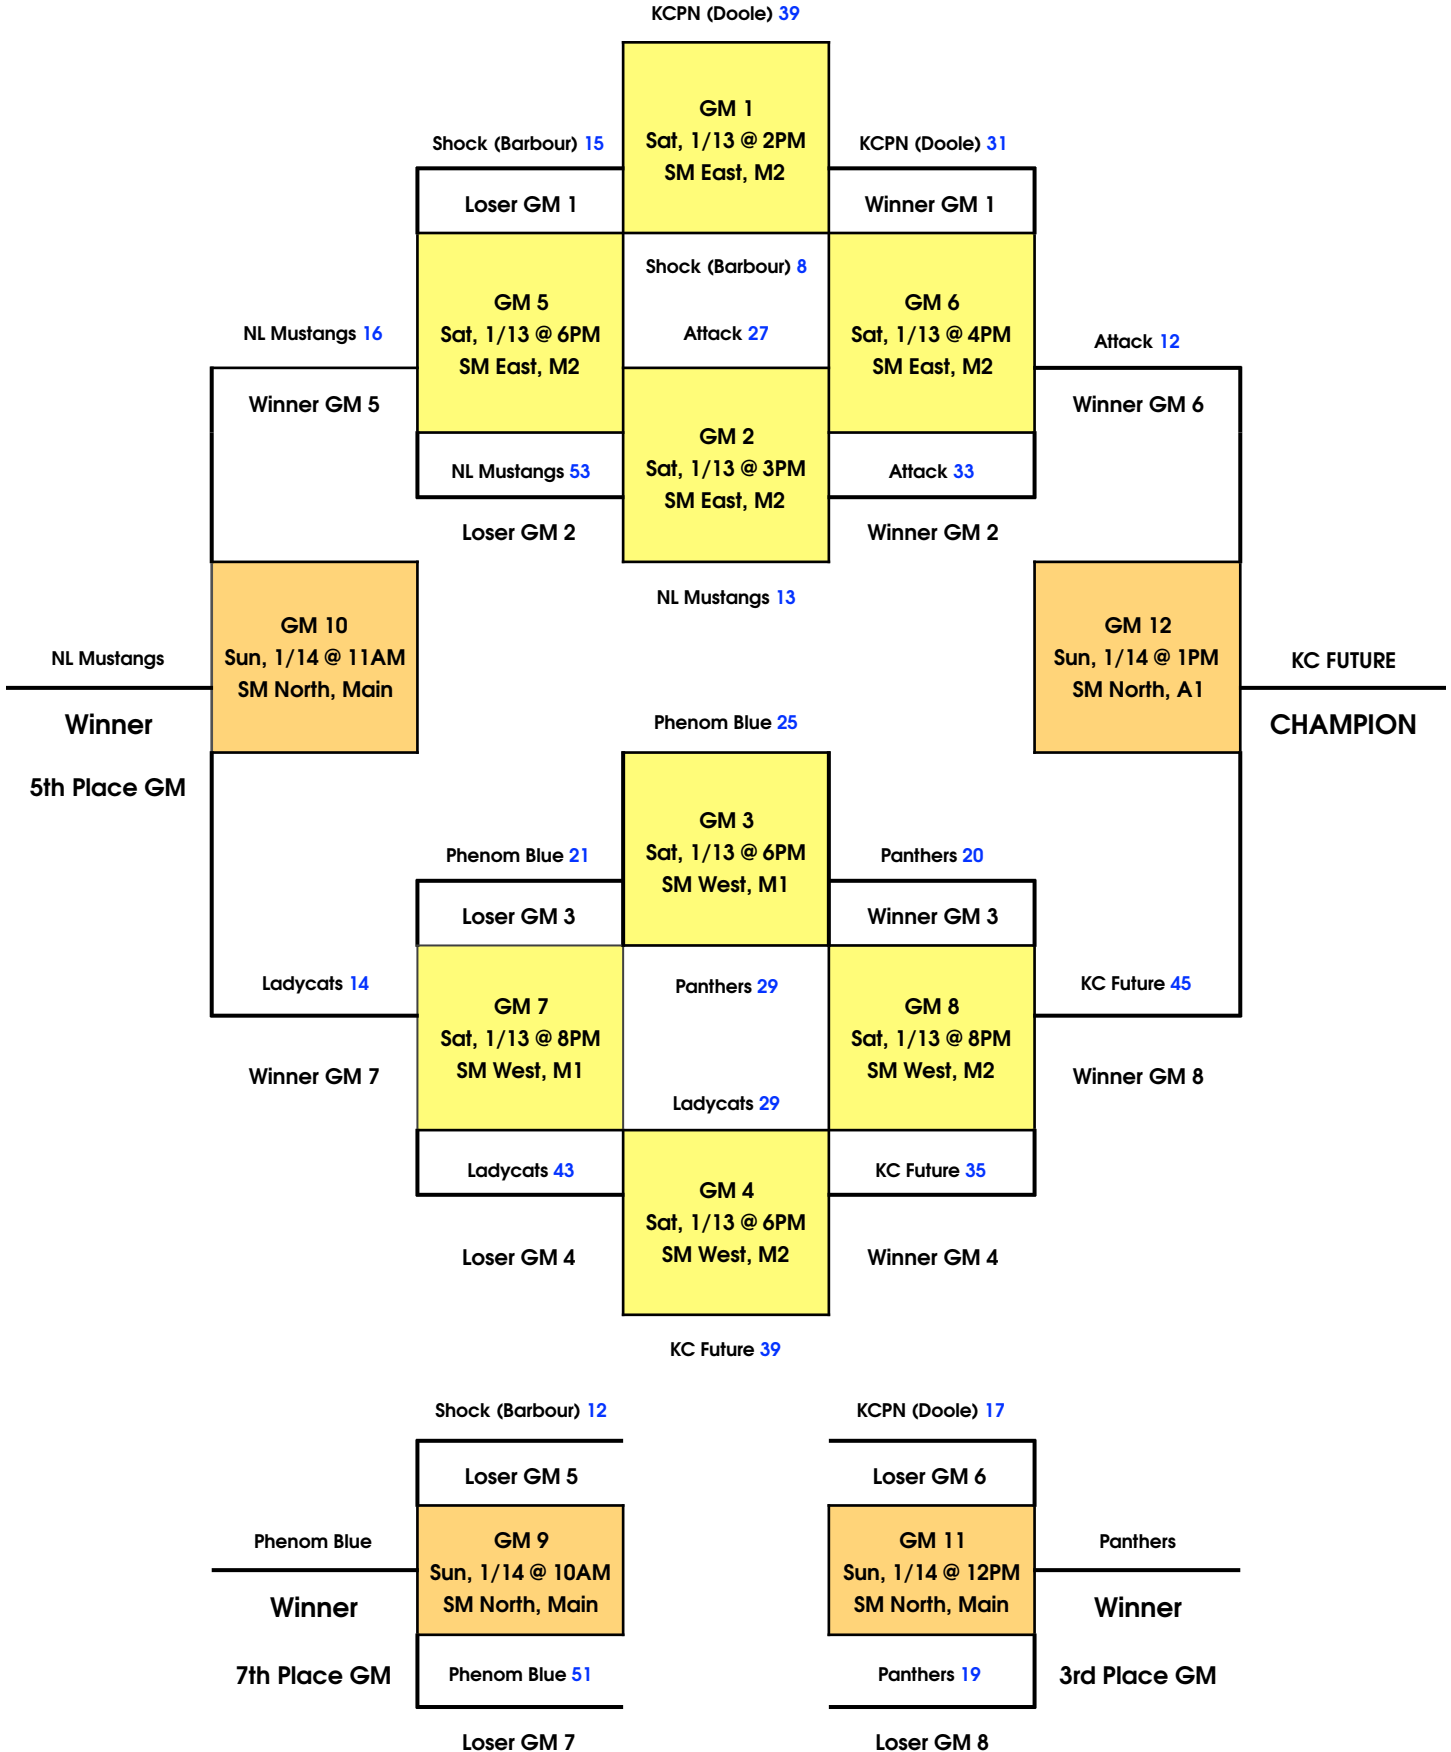 KCPN (Doole) 39
GM 1
Sat, 1/13 @ 2PM
SM East, M2
Shock (Barbour) 15
KCPN (Doole) 31
Loser GM 1
Winner GM 1
Shock (Barbour) 8
GM 5
Sat, 1/13 @ 6PM
SM East, M2
GM 6
Sat, 1/13 @ 4PM
SM East, M2
NL Mustangs 16
Attack 27
Attack 12
Winner GM 5
Winner GM 6
GM 2
Sat, 1/13 @ 3PM
SM East, M2
NL Mustangs 53
Attack 33
Loser GM 2
Winner GM 2
NL Mustangs 13
GM 10
Sun, 1/14 @ 11AM
SM North, Main
GM 12
Sun, 1/14 @ 1PM
SM North, A1
NL Mustangs
KC FUTURE
Winner
CHAMPION
5th Place GM
Phenom Blue 25
GM 3
Sat, 1/13 @ 6PM
SM West, M1
Phenom Blue 21
Panthers 20
Loser GM 3
Winner GM 3
Ladycats 14
Panthers 29
KC Future 45
GM 7
Sat, 1/13 @ 8PM
SM West, M1
GM 8
Sat, 1/13 @ 8PM
SM West, M2
Winner GM 7
Winner GM 8
Ladycats 29
Ladycats 43
KC Future 35
GM 4
Sat, 1/13 @ 6PM
SM West, M2
Loser GM 4
Winner GM 4
KC Future 39
Shock (Barbour) 12
KCPN (Doole) 17
Loser GM 5
Loser GM 6
Phenom Blue
GM 9
Sun, 1/14 @ 10AM
SM North, Main
GM 11
Sun, 1/14 @ 12PM
SM North, Main
Panthers
Winner
Winner
7th Place GM
Phenom Blue 51
Panthers 19
3rd Place GM
Loser GM 7
Loser GM 8